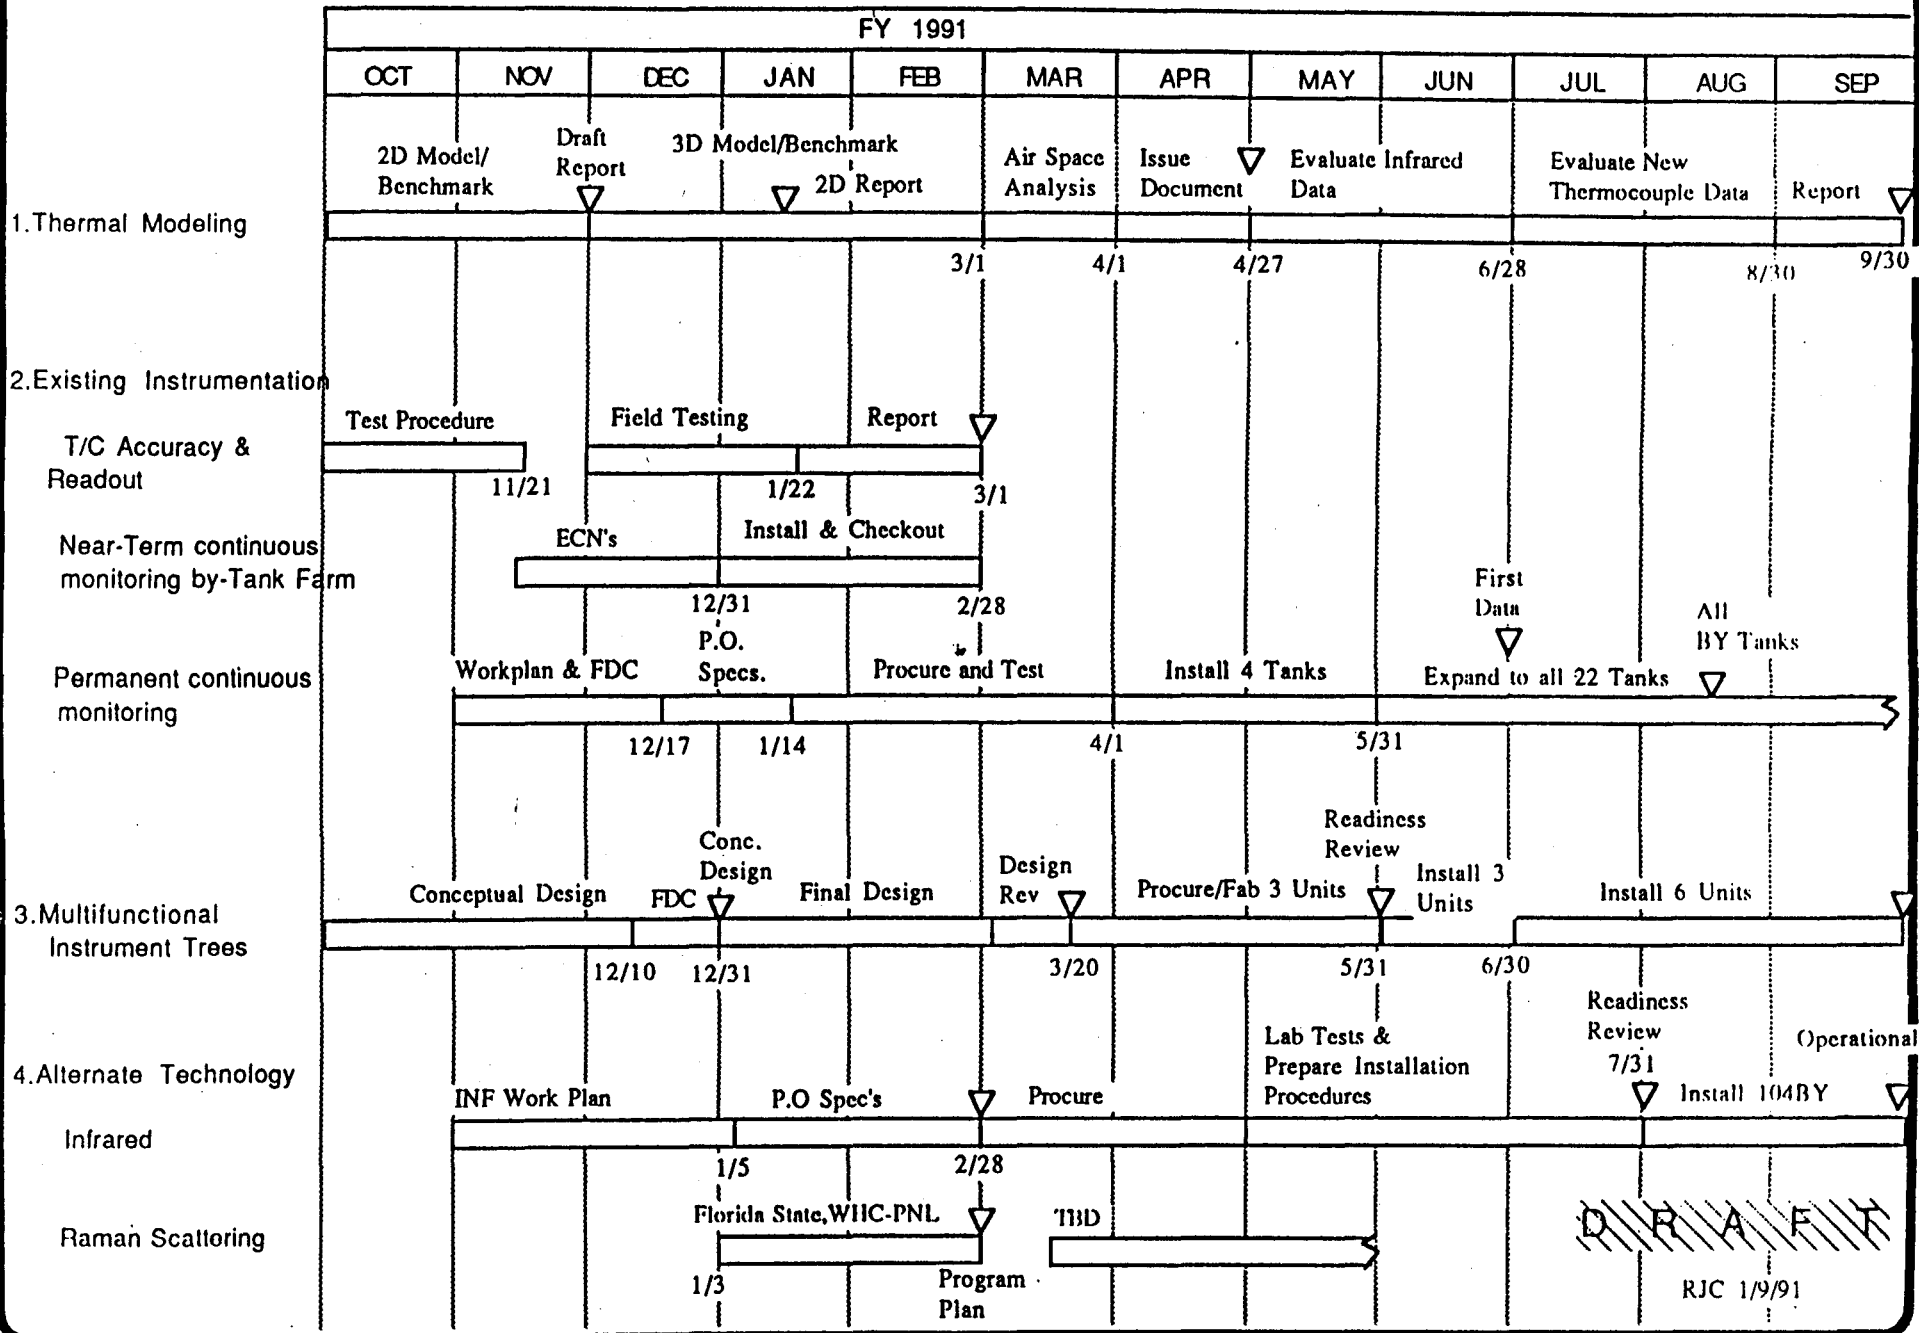 FY 1991
OCT NOV DEC JAN FEB MAR APR MAY JUN JUL AUG SEP
2D Model/
Benchmark
Draft
Report
3D Model/Benchmark
2D Report
Air Space
Analysis
Issue
Document
Evaluate Infrared
Data
Evaluate New
Thermocouple Data
Report
1.Thermal Modeling
3/1 4/1 4/27 6/28 8/30 9/30
2.Existing Instrumentation
Test Procedure
Field Testing
Report
T/C Accuracy &
Readout
11/21 1/22 3/1
ECN's
Install & Checkout
Near-Term continuous
monitoring by-Tank Farm
12/31 2/28
First
Data
All
BY Tanks
Workplan & FDC
P.O.
Specs.
Procure and Test
Install 4 Tanks
Expand to all 22 Tanks
Permanent continuous
monitoring
12/17 1/14 4/1 5/31
Conceptual Design
FDC
Conc.
Design
Final Design
Design
Rev
Procure/Fab 3 Units
Readiness
Review
Install 3
Units
Install 6 Units
3.Multifunctional
Instrument Trees
12/10 12/31 3/20 5/31 6/30
4.Alternate Technology
INF Work Plan
P.O Spec's
Procure
Lab Tests &
Prepare Installation
Procedures
Readiness
Review
7/31
Install 104BY
Operational
Infrared
1/5 2/28
Florida State,WHC-PNL
TBD
Raman Scattering
1/3
Program
Plan
DRAFT
RJC 1/9/91